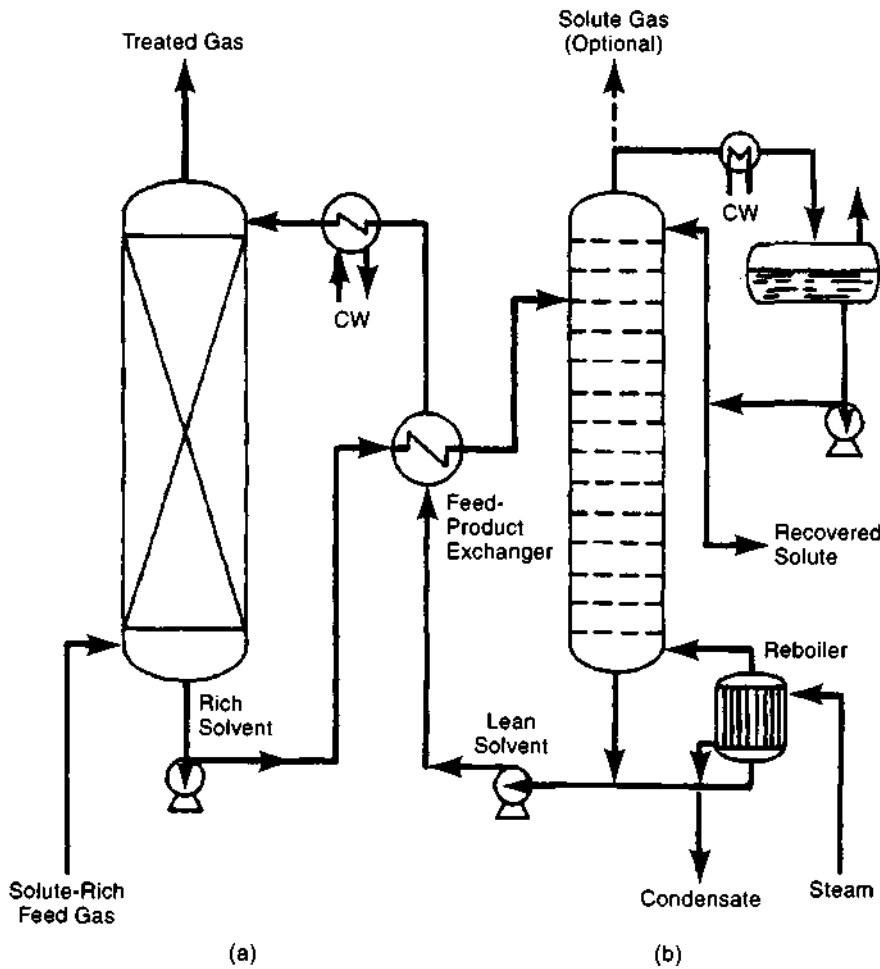 Treated Gas
Solute Gas
(Optional)
CW
CW
Feed-
Product
Exchanger
Recovered
Solute
Reboiler
Rich
Solvent
Lean
Solvent
Solute-Rich
Feed Gas
Condensate
Steam
(a)
(b)